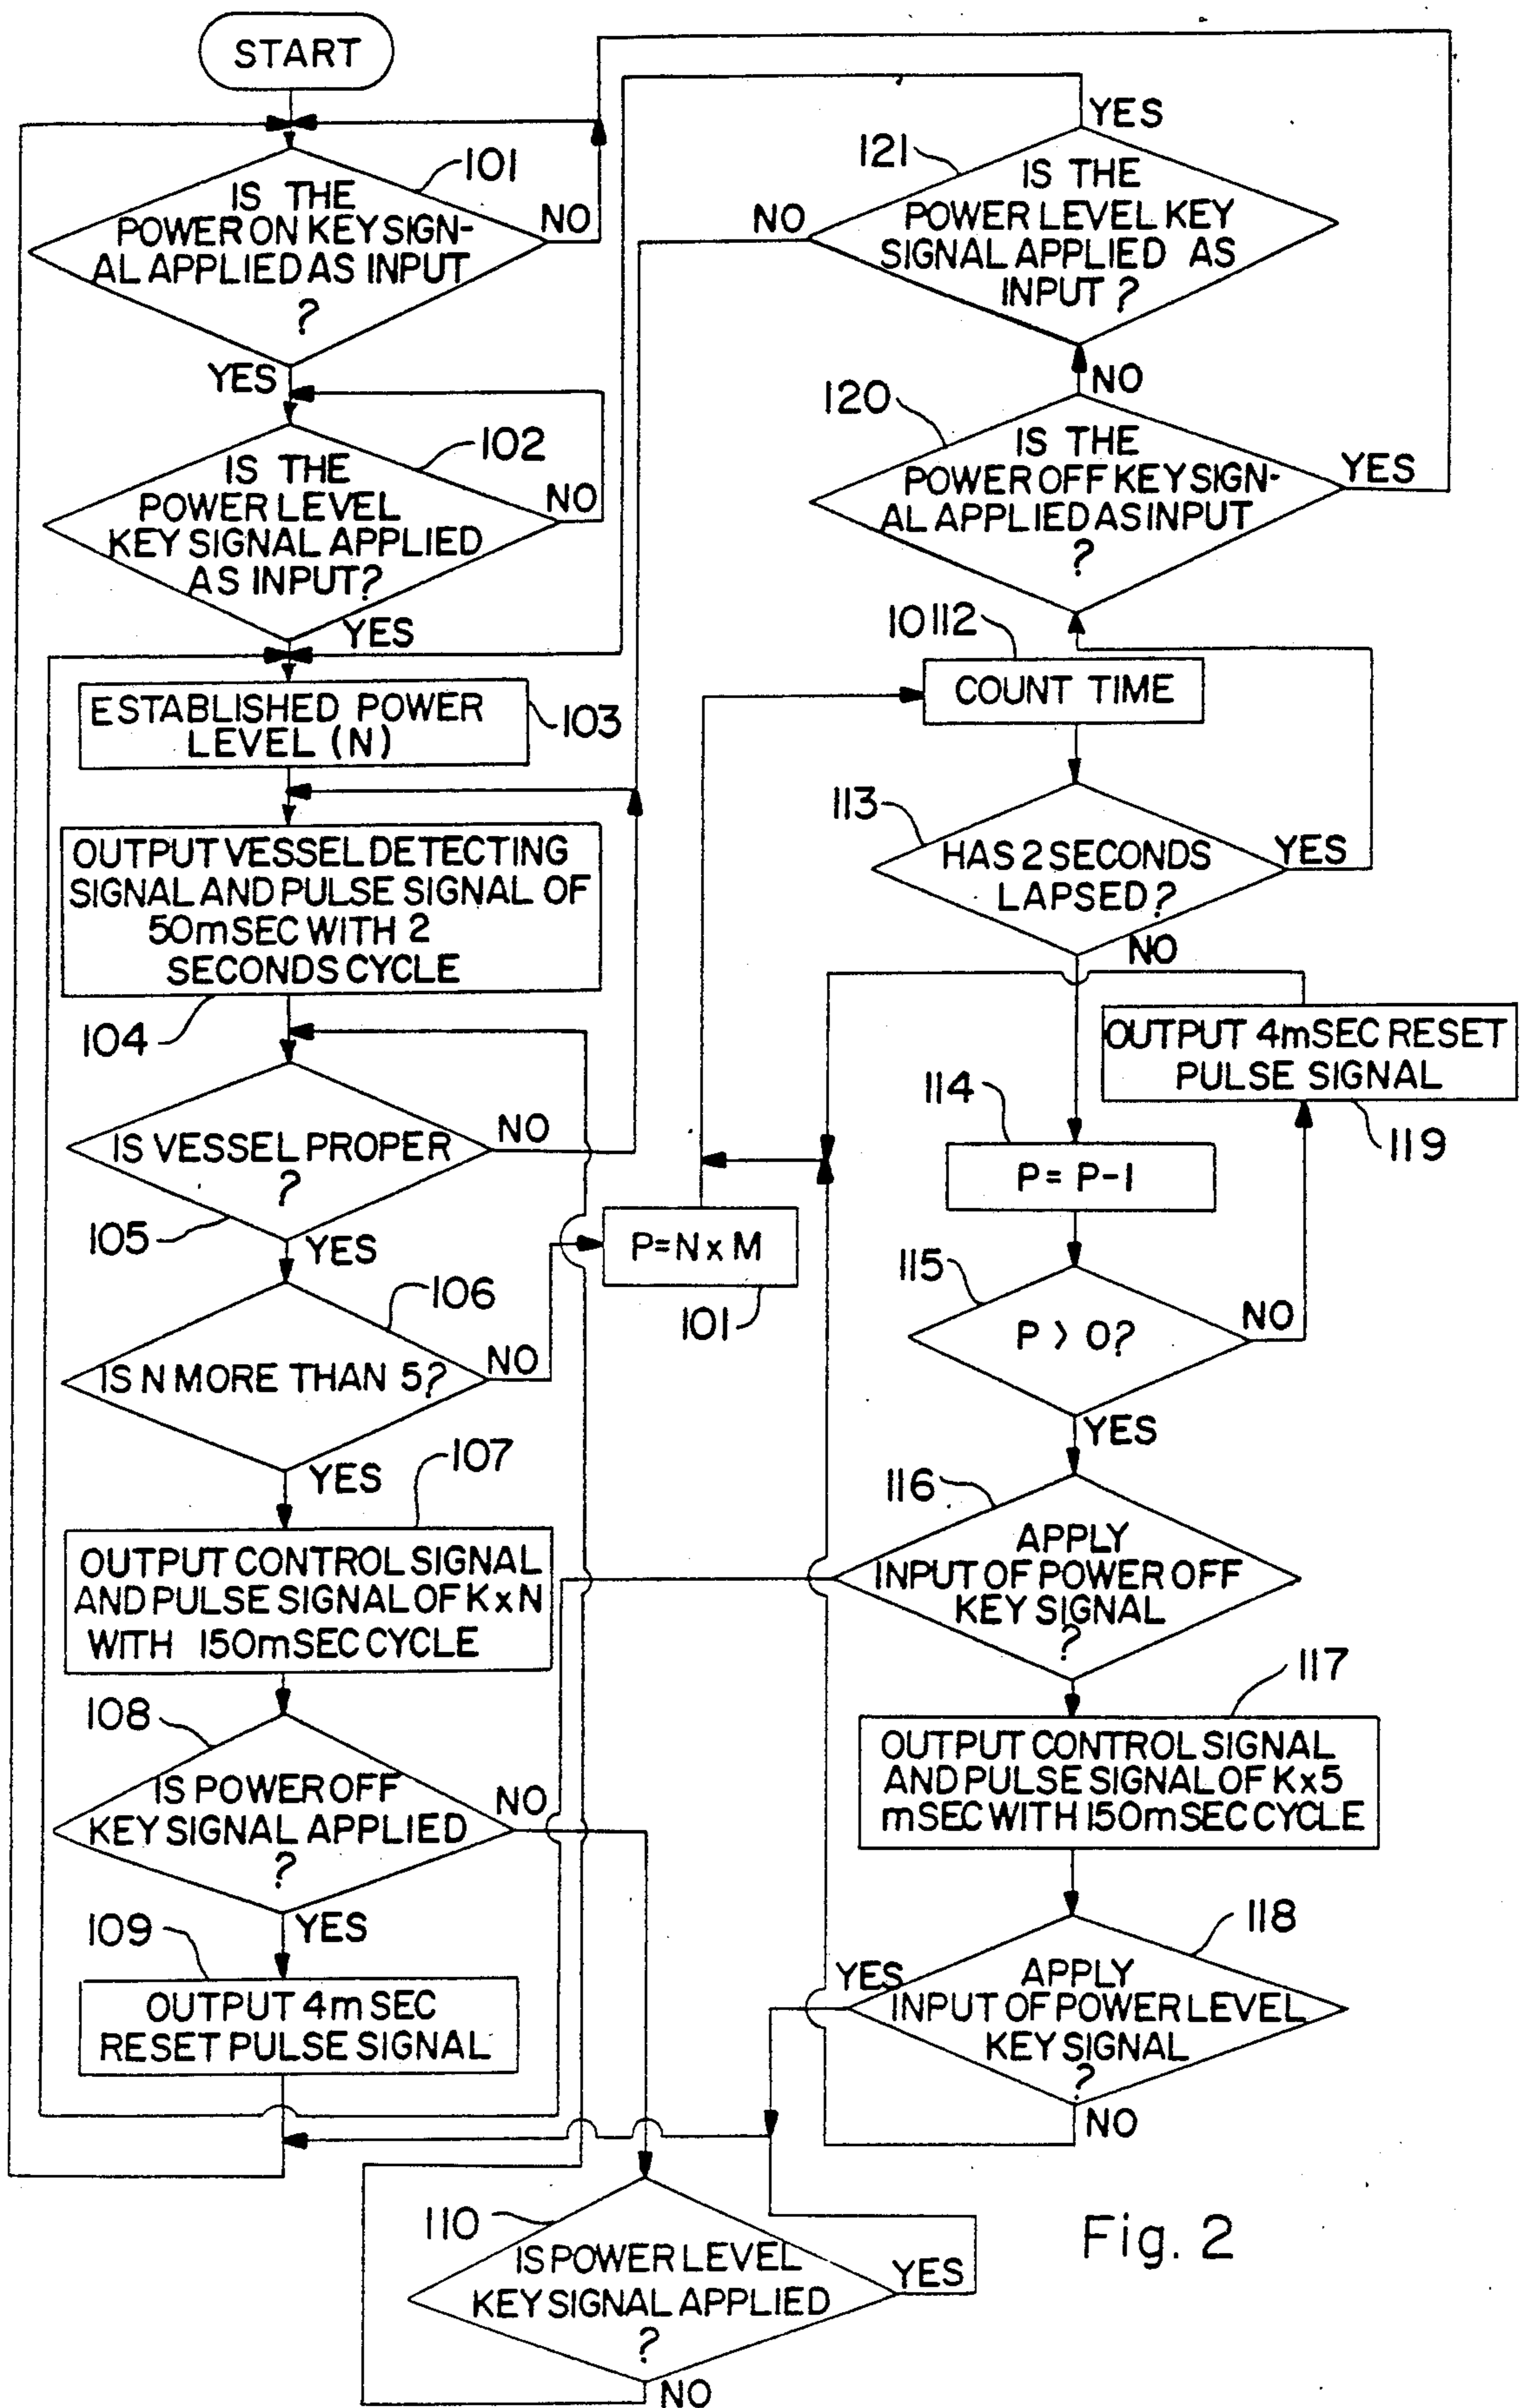 START
101
IS THE
POWER ON KEY SIGN-
AL APPLIED AS INPUT
?
NO
YES
102
IS THE
POWER LEVEL
KEY SIGNAL APPLIED
AS INPUT?
NO
YES
ESTABLISHED POWER
LEVEL (N)
103
OUTPUT VESSEL DETECTING
SIGNAL AND PULSE SIGNAL OF
50mSEC WITH 2
SECONDS CYCLE
104
IS VESSEL PROPER
?
NO
105
YES
106
IS N MORE THAN 5?
NO
YES
P=N x M
101
107
OUTPUT CONTROL SIGNAL
AND PULSE SIGNAL OF K x N
WITH 150mSEC CYCLE
108
IS POWER OFF
KEY SIGNAL APPLIED
?
NO
YES
109
OUTPUT 4m SEC
RESET PULSE SIGNAL
110
IS POWER LEVEL
KEY SIGNAL APPLIED
?
YES
NO
YES
121
IS THE
POWER LEVEL KEY
SIGNAL APPLIED AS
INPUT ?
NO
NO
120
IS THE
POWER OFF KEY SIGN-
AL APPLIED AS INPUT
?
YES
10112
COUNT TIME
113
HAS 2 SECONDS
LAPSED?
YES
NO
OUTPUT 4mSEC RESET
PULSE SIGNAL
119
114
P = P-1
115
P > 0?
NO
YES
116
APPLY
INPUT OF POWER OFF
KEY SIGNAL
?
117
OUTPUT CONTROL SIGNAL
AND PULSE SIGNAL OF K x 5
mSEC WITH 150mSEC CYCLE
118
YES
APPLY
INPUT OF POWER LEVEL
KEY SIGNAL
?
NO
Fig. 2